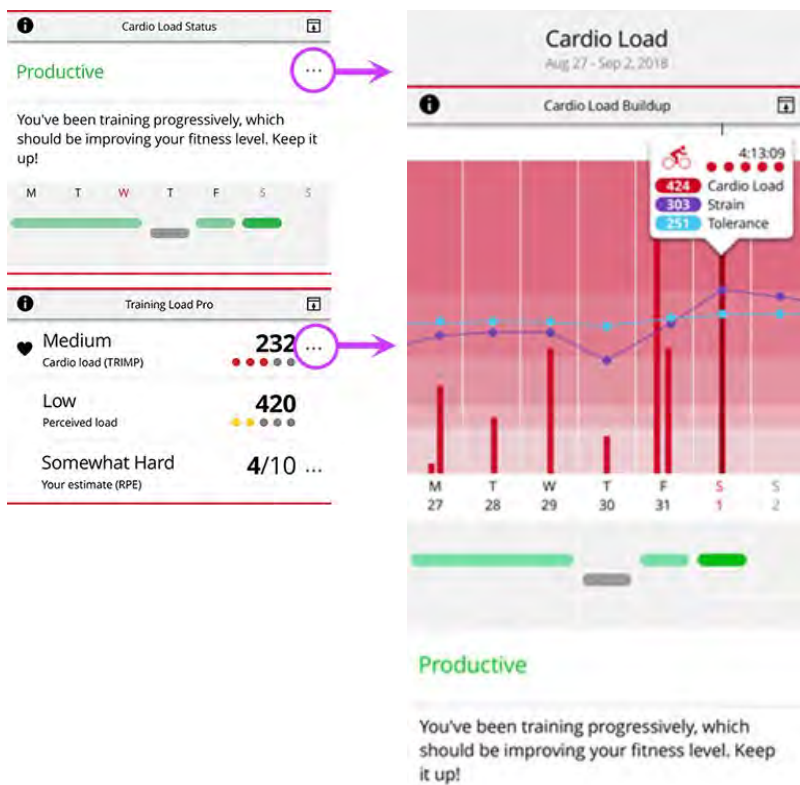 Cardio Load Status
Productive
...
You've been training progressively, which
should be improving your fitness level. Keep it
up!
M T W T F S S
Training Load Pro
Medium 232 ...
Cardio load (TRIMP)
Low 420
Perceived load
Somewhat Hard 4/10 ...
Your estimate (RPE)
Cardio Load
Aug 27 - Sep 2, 2018
Cardio Load Buildup
4:13:09
424 Cardio Load
303 Strain
251 Tolerance
M T W T F S S
27 28 29 30 31 1 2
Productive
You've been training progressively, which
should be improving your fitness level. Keep
it up!